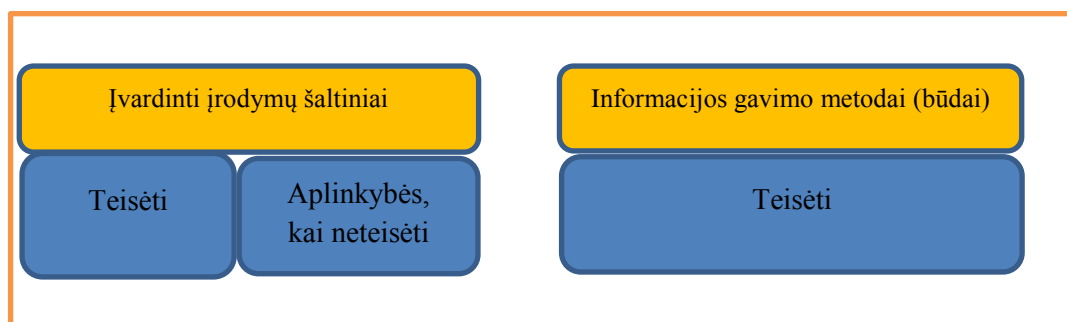 Įvardinti įrodymų šaltiniai
Informacijos gavimo metodai (būdai)
Teisėti
Aplinkybės,
kai neteisėti
Teisėti